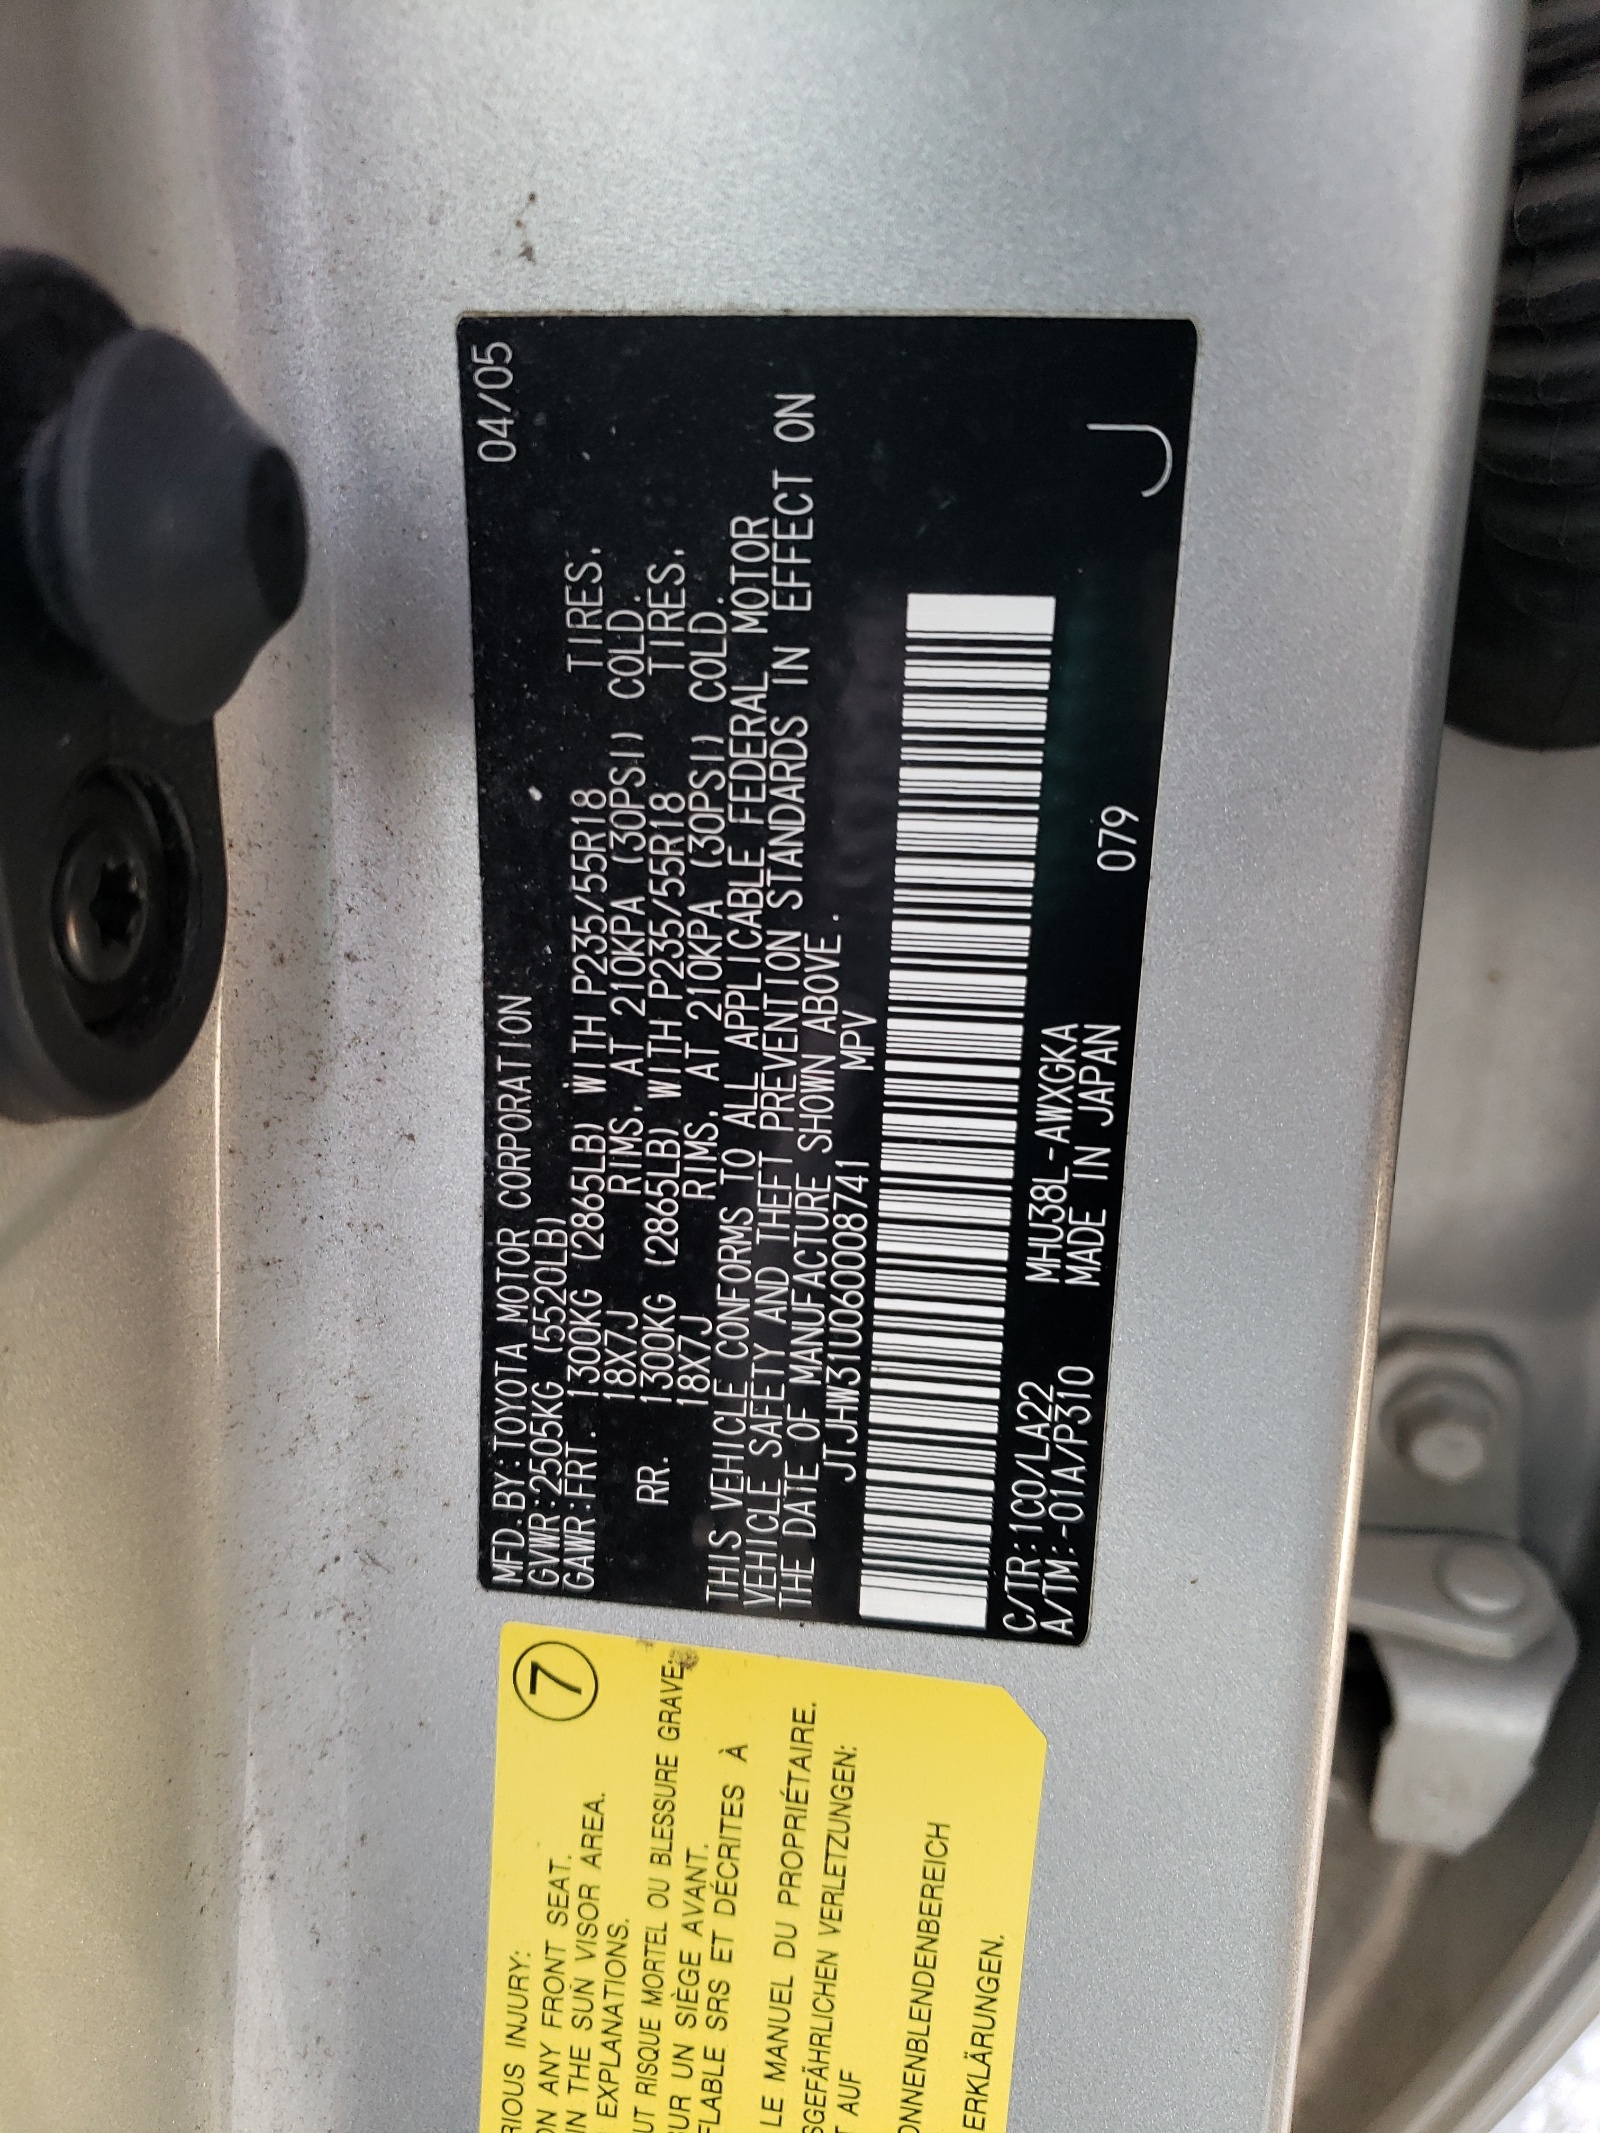 MFD.BY:TOYOTA MOTOR CORPORATION 04/05
GVWR:2505KG (5520LB)
GAWR:FRT. 1300KG (2865LB) WITH P235/55R18 TIRES,
18X7J RIMS, AT 210KPA (30PSI) COLD.
RR. 1300KG (2865LB) WITH P235/55R18 TIRES,
18X7J RIMS, AT 210KPA (30PSI) COLD.
THIS VEHICLE CONFORMS TO ALL APPLICABLE FEDERAL MOTOR
VEHICLE SAFETY AND THEFT PREVENTION STANDARDS IN EFFECT ON
THE DATE OF MANUFACTURE SHOWN ABOVE.
JTJHW31U060008741 MPV
C/TR:1C0/LA22 MHU38L-AWXGKA
A/TM:-01A/P310 MADE IN JAPAN 079 J
7
RIOUS INJURY:
ON ANY FRONT SEAT.
IN THE SUN VISOR AREA.
EXPLANATIONS.
UT RISQUE MORTEL OU BLESSURE GRAVE:
UR UN SIÈGE AVANT.
FLABLE SRS ET DÉCRITES À
LE MANUEL DU PROPRIÉTAIRE.
SGEFÄHRLICHEN VERLETZUNGEN:
T AUF
ONNENBLENDENBEREICH
ERKLÄRUNGEN.